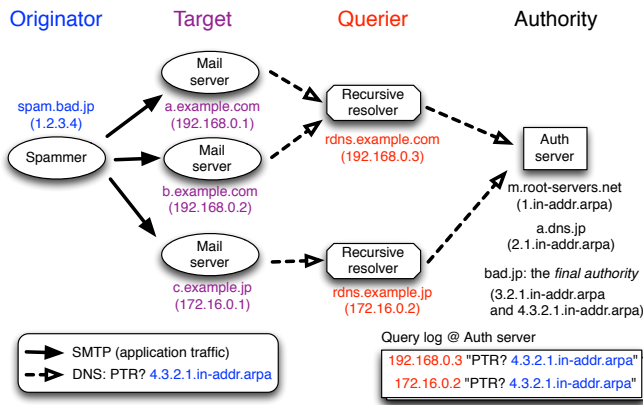 Originator
Target
Querier
Authority
Mail
server
spam.bad.jp
(1.2.3.4)
Spammer
a.example.com
(192.168.0.1)
Recursive
resolver
rdns.example.com
(192.168.0.3)
Mail
server
b.example.com
(192.168.0.2)
Auth
server
m.root-servers.net
(1.in-addr.arpa)
a.dns.jp
(2.1.in-addr.arpa)
bad.jp: the final authority
(3.2.1.in-addr.arpa
and 4.3.2.1.in-addr.arpa)
Mail
server
c.example.jp
(172.16.0.1)
Recursive
resolver
rdns.example.jp
(172.16.0.2)
SMTP (application traffic)
DNS: PTR? 4.3.2.1.in-addr.arpa
Query log @ Auth server
192.168.0.3 "PTR? 4.3.2.1.in-addr.arpa"
172.16.0.2 "PTR? 4.3.2.1.in-addr.arpa"